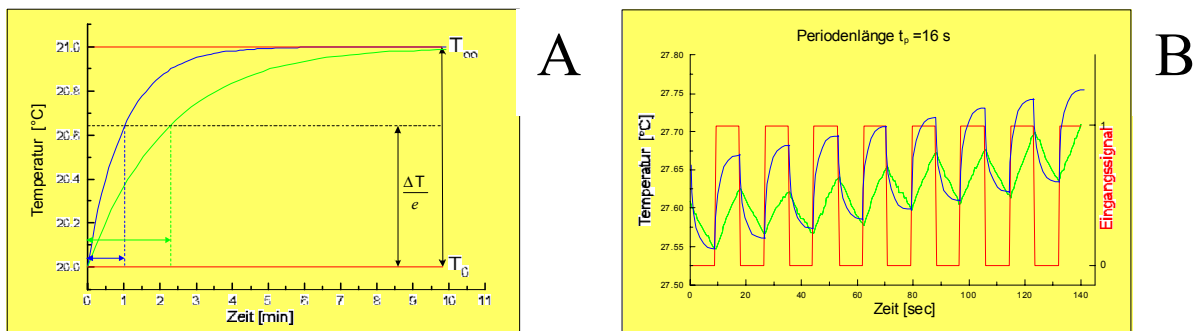 21.0
20.8
20.6
20.4
20.2
20.0
Temperatur [°C]
0 1 2 3 4 5 6 7 8 9 10 11
Zeit [min]
T∞
ΔT
e
T0
A
Periodenlänge tp =16 s
27.80
27.75
27.70
27.65
27.60
27.55
27.50
Temperatur [°C]
0 20 40 60 80 100 120 140
Zeit [sec]
1
0
Eingangssignal
B